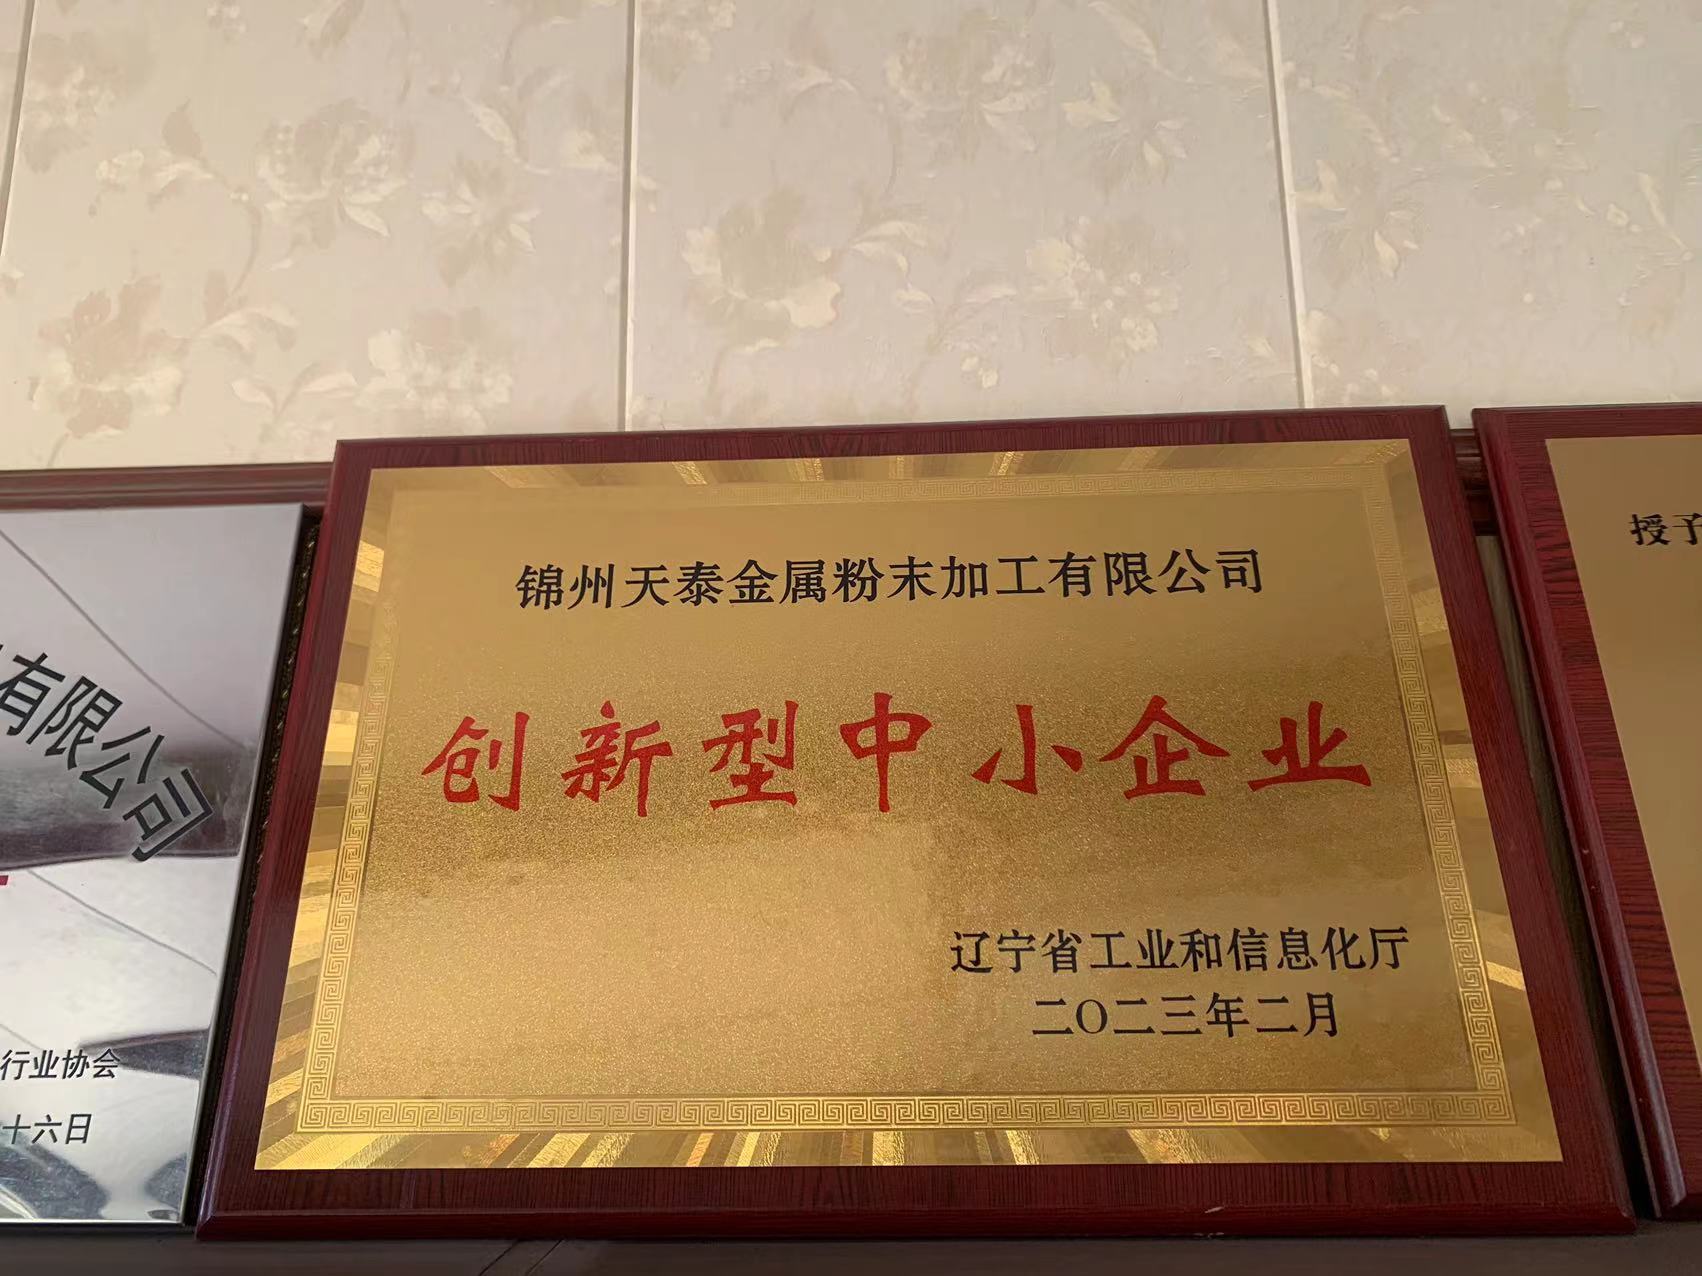 锦州天泰金属粉末加工有限公司
创新型中小企业
辽宁省工业和信息化厅
二〇二三年二月
有限公司
行业协会
十六日
授予